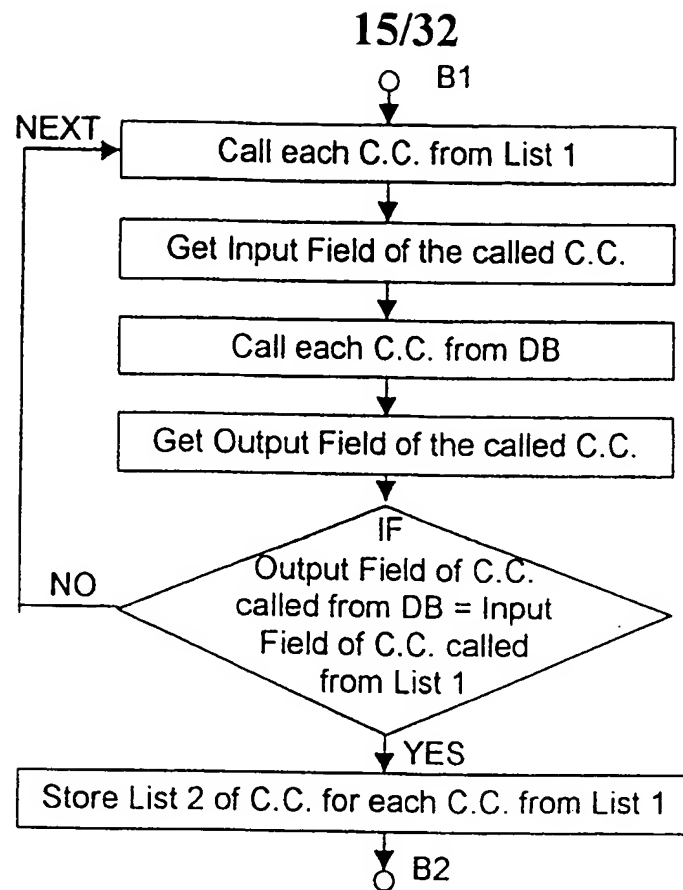 15/32
B1
NEXT
Call each C.C. from List 1
Get Input Field of the called C.C.
Call each C.C. from DB
Get Output Field of the called C.C.
IF
Output Field of C.C.
NO
called from DB = Input
Field of C.C. called
from List 1
YES
Store List 2 of C.C. for each C.C. from List 1
B2